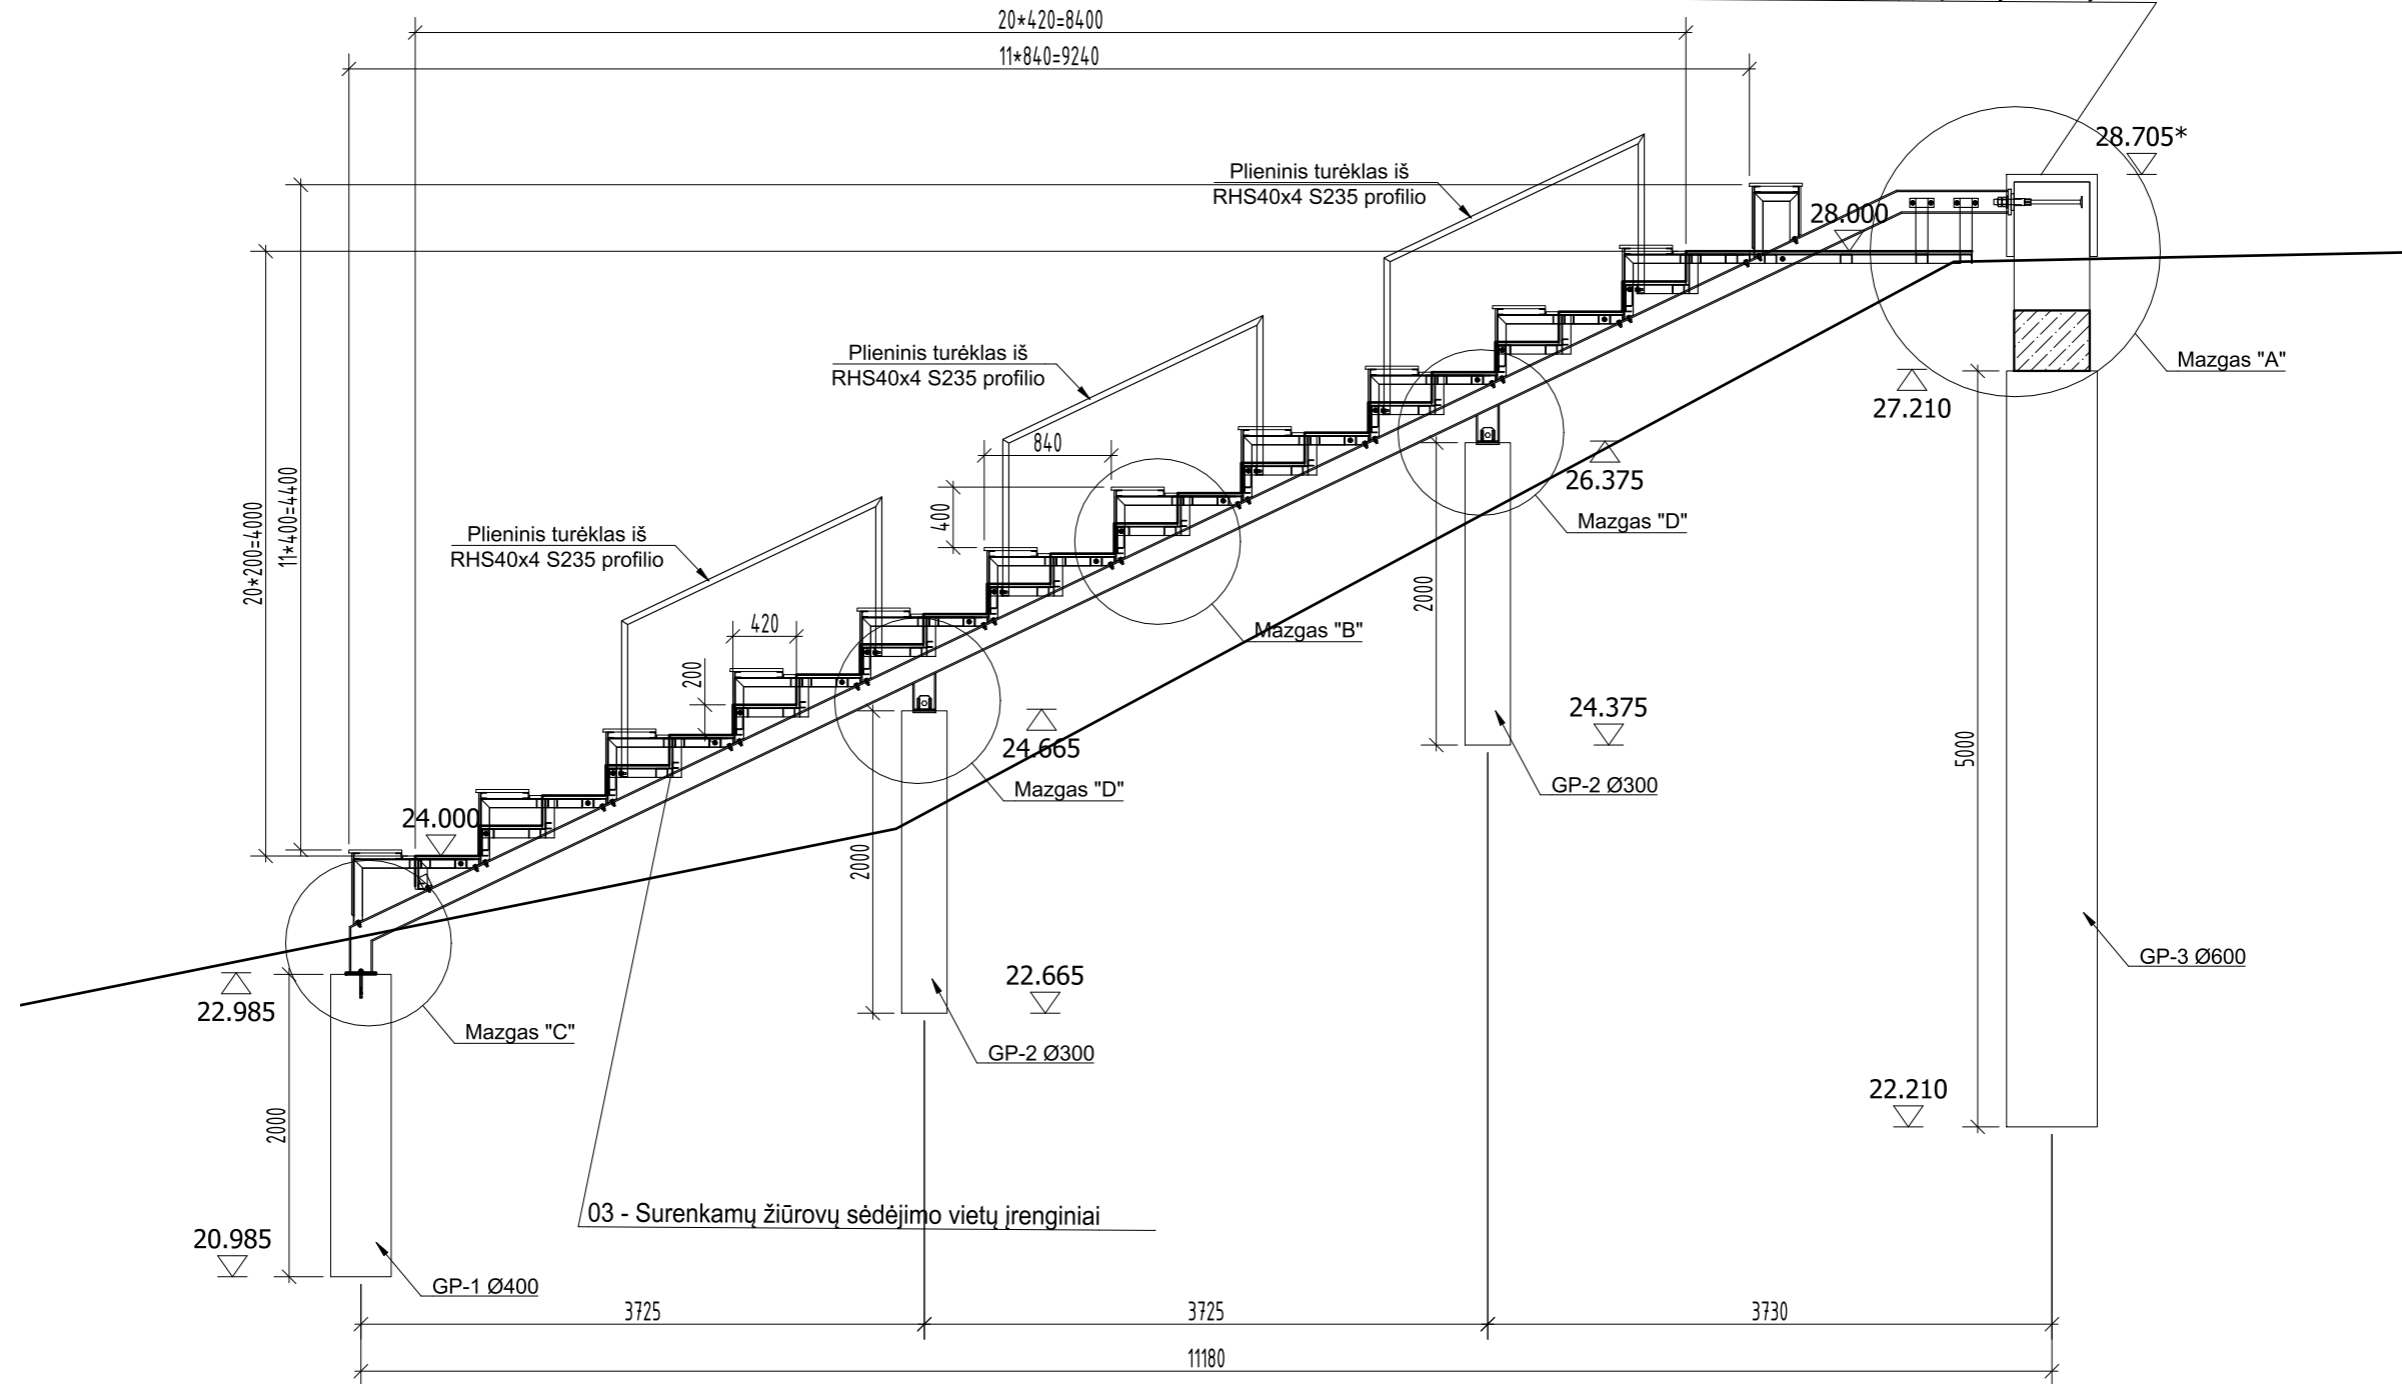 20*420=8400
11*840=9240
28.705*
Plieninis turėklas iš
RHS40x4 S235 profilio
28.000
Plieninis turėklas iš
RHS40x4 S235 profilio
Mazgas "A"
27.210
840
26.375
400
Mazgas "D"
20*200=4000
11*400=4400
Plieninis turėklas iš
RHS40x4 S235 profilio
2000
420
Mazgas "B"
200
24.665
24.375
5000
Mazgas "D"
GP-2 Ø300
24.000
2000
GP-3 Ø600
22.665
22.985
Mazgas "C"
GP-2 Ø300
22.210
2000
03 - Surenkamų žiūrovų sėdėjimo vietų įrenginiai
20.985
GP-1 Ø400
3725
3725
3730
11180